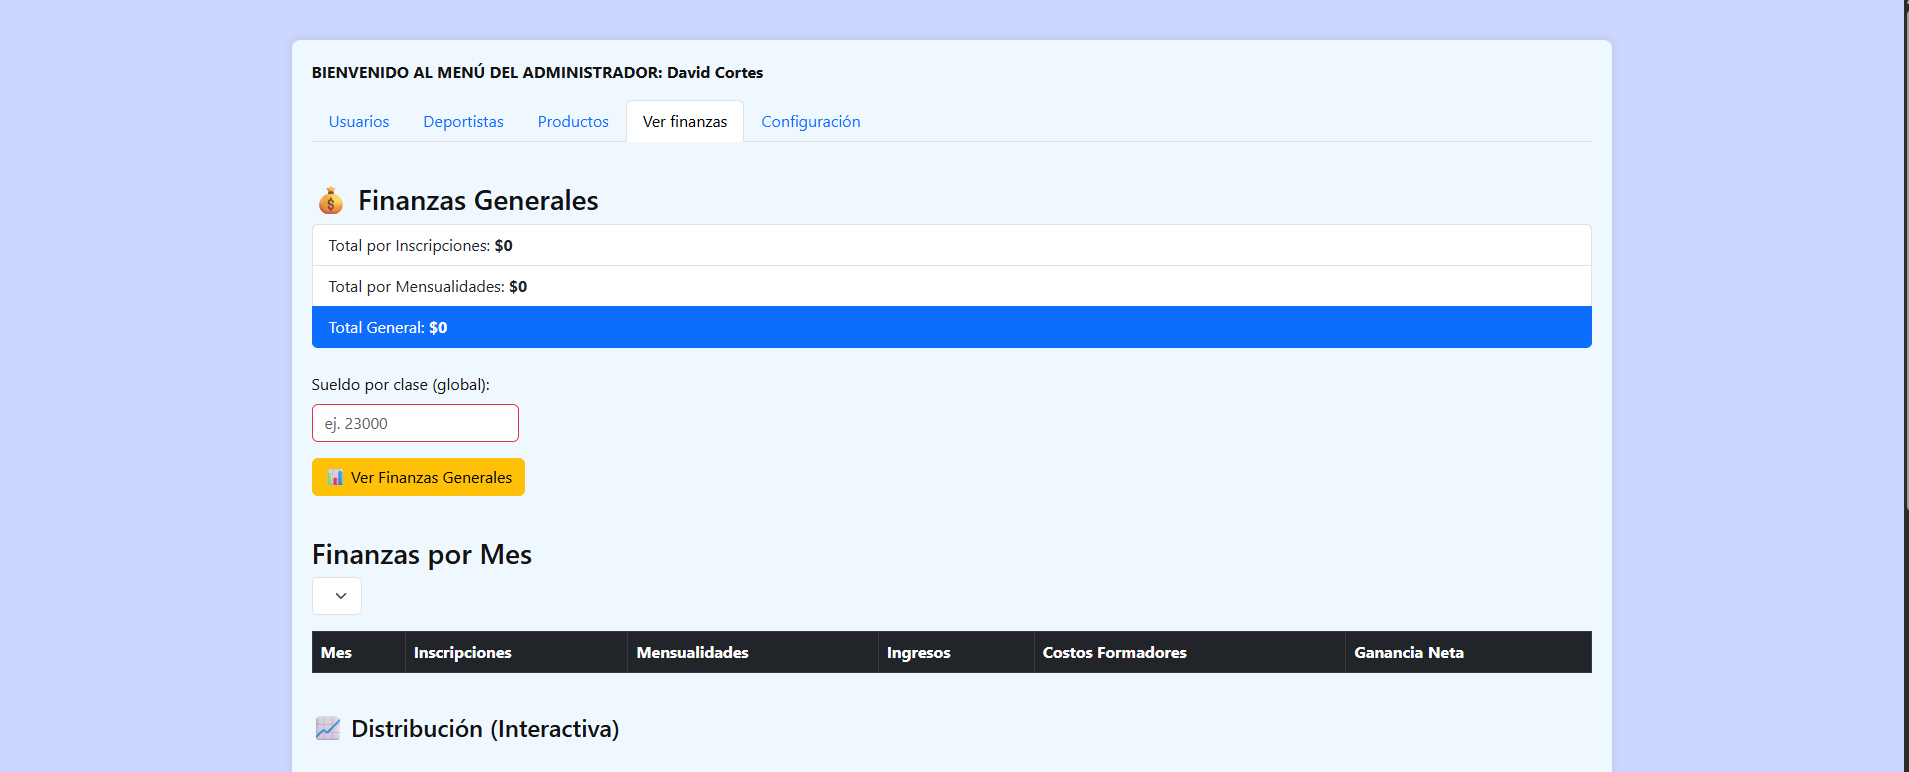 BIENVENIDO AL MENÚ DEL ADMINISTRADOR: David Cortes
Usuarios Deportistas Productos Ver finanzas Configuración
💰 Finanzas Generales
Total por Inscripciones: $0
Total por Mensualidades: $0
Total General: $0
Sueldo por clase (global):
ej. 23000
📊 Ver Finanzas Generales
Finanzas por Mes
Mes Inscripciones Mensualidades Ingresos Costos Formadores Ganancia Neta
📈 Distribución (Interactiva)